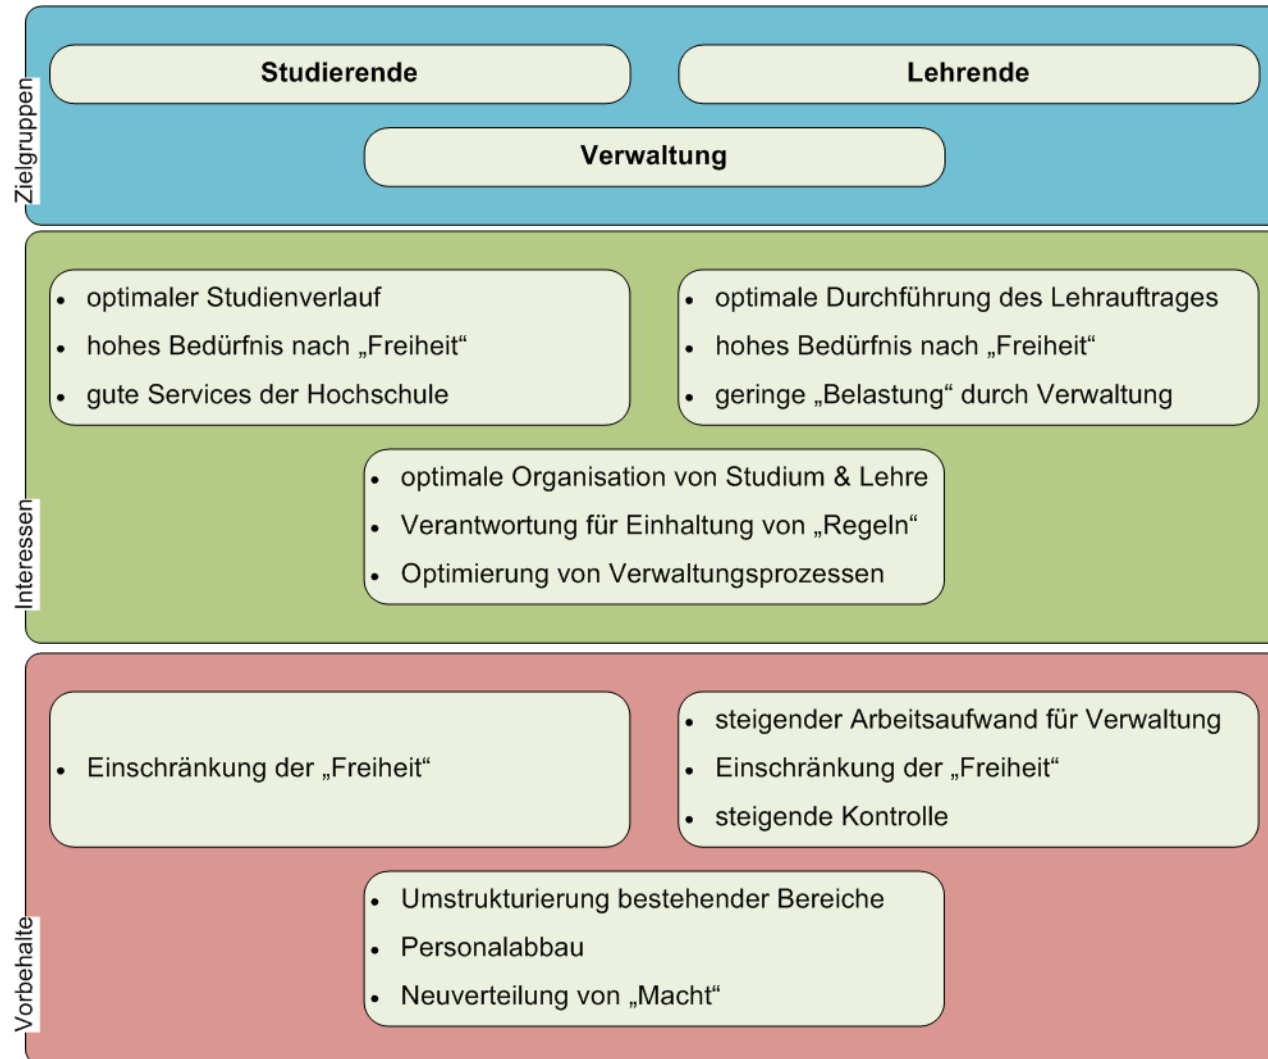 Zielgruppen
Studierende
Lehrende
Verwaltung
Interessen
• optimaler Studienverlauf
• hohes Bedürfnis nach „Freiheit“
• gute Services der Hochschule
• optimale Durchführung des Lehrauftrages
• hohes Bedürfnis nach „Freiheit“
• geringe „Belastung“ durch Verwaltung
• optimale Organisation von Studium & Lehre
• Verantwortung für Einhaltung von „Regeln“
• Optimierung von Verwaltungsprozessen
Vorbehalte
• Einschränkung der „Freiheit“
• steigender Arbeitsaufwand für Verwaltung
• Einschränkung der „Freiheit“
• steigende Kontrolle
• Umstrukturierung bestehender Bereiche
• Personalabbau
• Neuverteilung von „Macht“